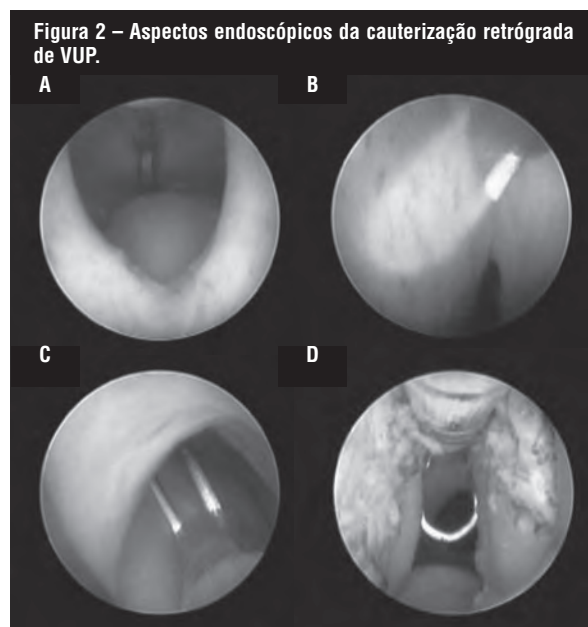 Figura 2 – Aspectos endoscópicos da cauterização retrógrada
de VUP.
A
B
C
D